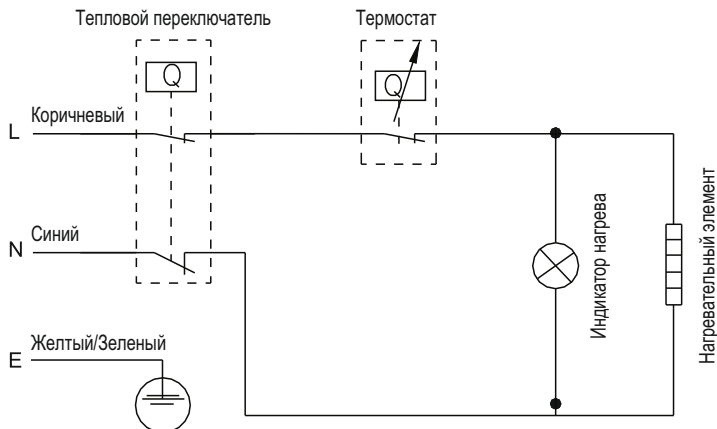 Тепловой переключатель
Термостат
Q
Q
L
Коричневый
N
Синий
E
Желтый/Зеленый
Индикатор нагрева
Нагревательный элемент